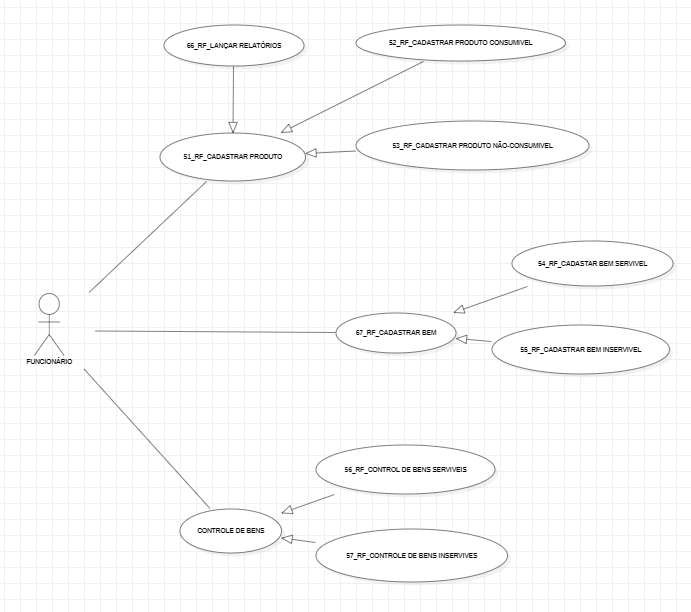 66_RF_LANÇAR RELATÓRIOS
52_RF_CADASTRAR PRODUTO CONSUMIVEL
51_RF_CADASTRAR PRODUTO
53_RF_CADASTRAR PRODUTO NÃO-CONSUMIVEL
54_RF_CADASTAR BEM SERVIVEL
67_RF_CADASTRAR BEM
55_RF_CADASTRAR BEM INSERVIVEL
FUNCIONÁRIO
56_RF_CONTROL DE BENS SERVIVEIS
CONTROLE DE BENS
57_RF_CONTROLE DE BENS INSERVIVES